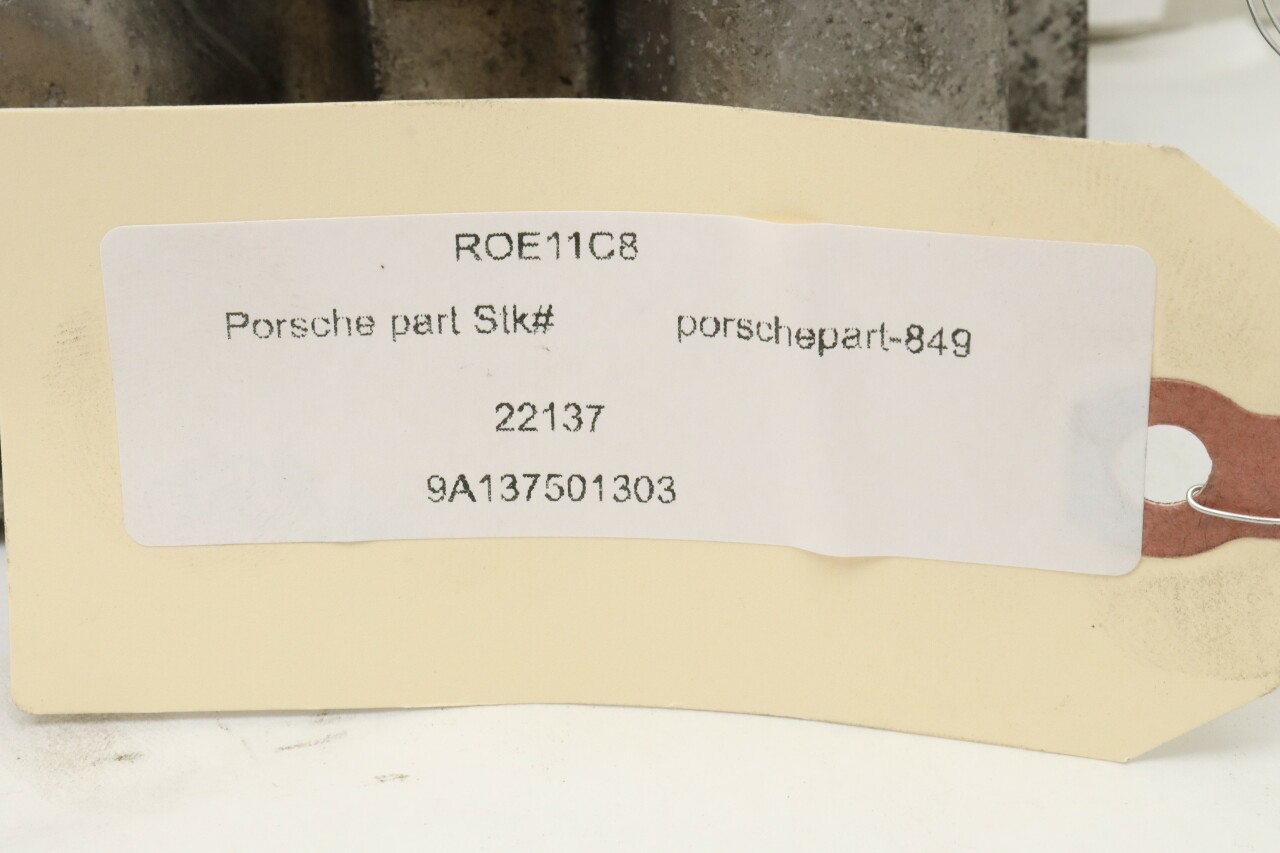 ROE11C8
Porsche part Stk# porschepart-849
22137
9A137501303